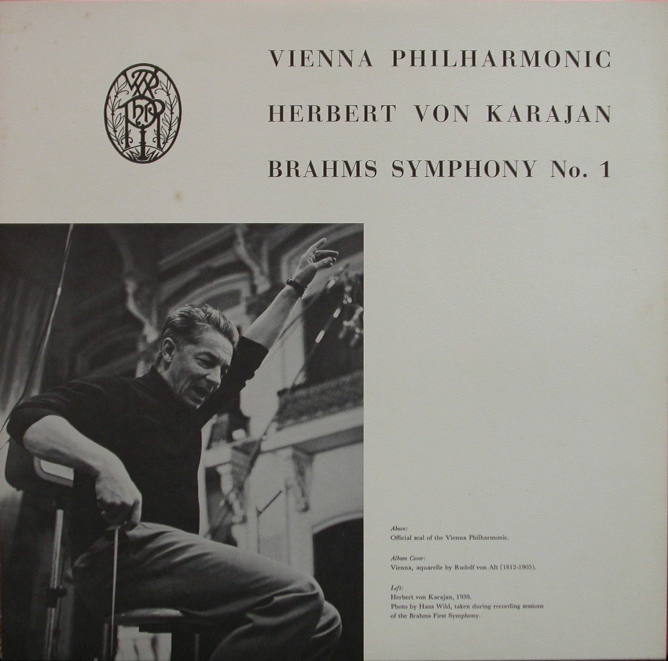 VIENNA PHILHARMONIC
HERBERT VON KARAJAN
BRAHMS SYMPHONY No. 1
Above:
Official seal of the Vienna Philharmonic.
Album Cover:
Vienna, aquarelle by Rudolf von Alt (1812-1905).
Left:
Herbert von Karajan, 1959.
Photo by Hans Wild, taken during recording sessions
of the Brahms First Symphony.